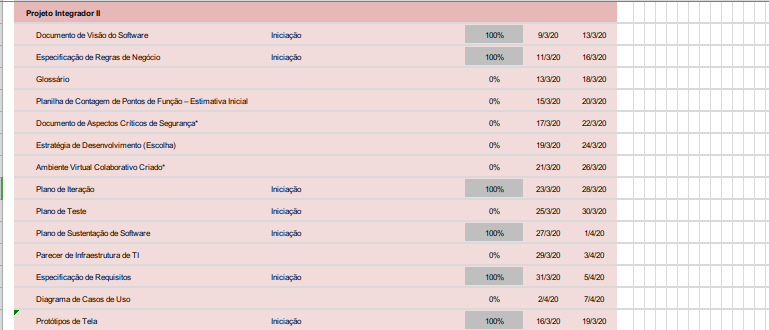 Projeto Integrador II
Documento de Visão do Software Iniciação 100% 9/3/20 13/3/20
Especificação de Regras de Negócio Iniciação 100% 11/3/20 16/3/20
Glossário 0% 13/3/20 18/3/20
Planilha de Contagem de Pontos de Função – Estimativa Inicial 0% 15/3/20 20/3/20
Documento de Aspectos Críticos de Segurança* 0% 17/3/20 22/3/20
Estratégia de Desenvolvimento (Escolha) 0% 19/3/20 24/3/20
Ambiente Virtual Colaborativo Criado* 0% 21/3/20 26/3/20
Plano de Iteração Iniciação 100% 23/3/20 28/3/20
Plano de Teste Iniciação 0% 25/3/20 30/3/20
Plano de Sustentação de Software Iniciação 100% 27/3/20 1/4/20
Parecer de Infraestrutura de TI 0% 29/3/20 3/4/20
Especificação de Requisitos Iniciação 100% 31/3/20 5/4/20
Diagrama de Casos de Uso 0% 2/4/20 7/4/20
Protótipos de Tela Iniciação 100% 16/3/20 19/3/20